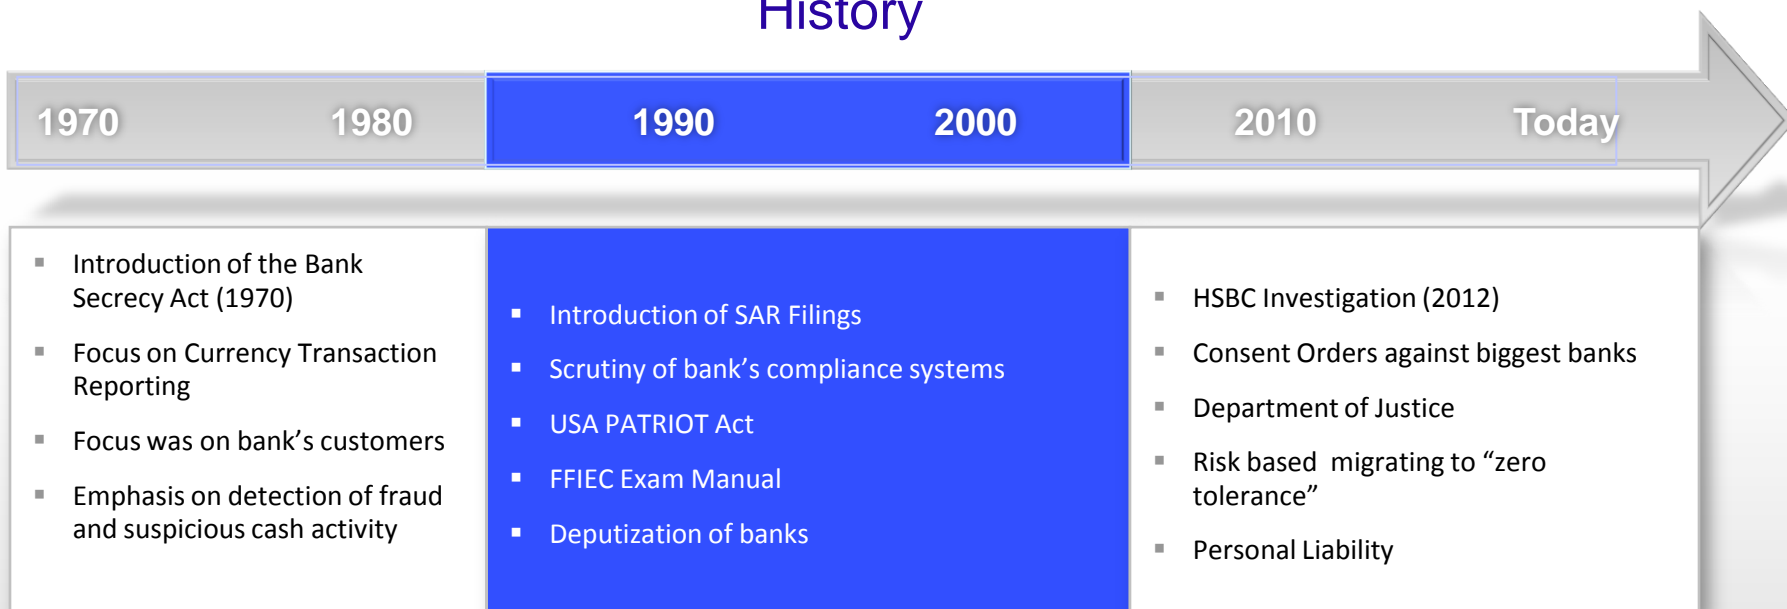 History
1970 1980 1990 2000 2010 Today
▪ Introduction of the Bank
Secrecy Act (1970)
▪ Focus on Currency Transaction
Reporting
▪ Focus was on bank’s customers
▪ Emphasis on detection of fraud
and suspicious cash activity
▪ Introduction of SAR Filings
▪ Scrutiny of bank’s compliance systems
▪ USA PATRIOT Act
▪ FFIEC Exam Manual
▪ Deputization of banks
▪ HSBC Investigation (2012)
▪ Consent Orders against biggest banks
▪ Department of Justice
▪ Risk based  migrating to “zero
tolerance”
▪ Personal Liability